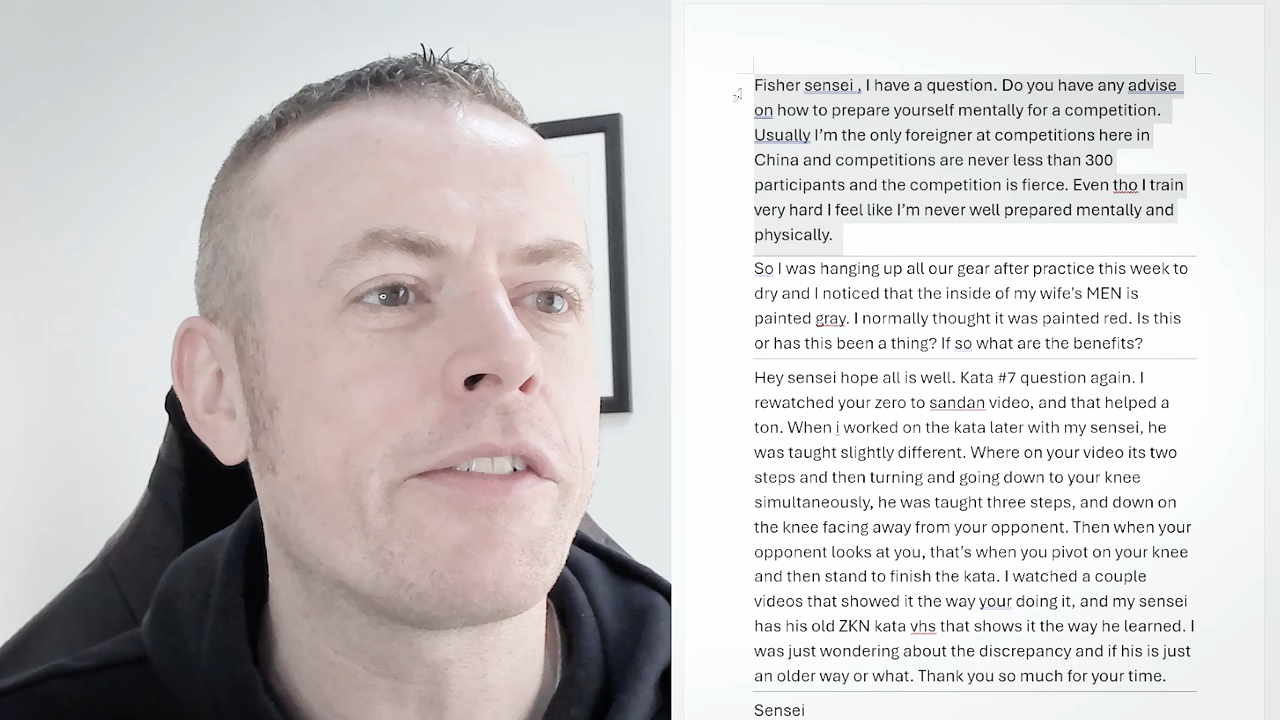 Fisher sensei , I have a question. Do you have any advise
on how to prepare yourself mentally for a competition.
Usually I’m the only foreigner at competitions here in
China and competitions are never less than 300
participants and the competition is fierce. Even tho I train
very hard I feel like I’m never well prepared mentally and
physically.
So I was hanging up all our gear after practice this week to
dry and I noticed that the inside of my wife's MEN is
painted gray. I normally thought it was painted red. Is this
or has this been a thing? If so what are the benefits?
Hey sensei hope all is well. Kata #7 question again. I
rewatched your zero to sandan video, and that helped a
ton. When i worked on the kata later with my sensei, he
was taught slightly different. Where on your video its two
steps and then turning and going down to your knee
simultaneously, he was taught three steps, and down on
the knee facing away from your opponent. Then when your
opponent looks at you, that's when you pivot on your knee
and then stand to finish the kata. I watched a couple
videos that showed it the way your doing it, and my sensei
has his old ZKN kata vhs that shows it the way he learned. I
was just wondering about the discrepancy and if his is just
an older way or what. Thank you so much for your time.
Sensei